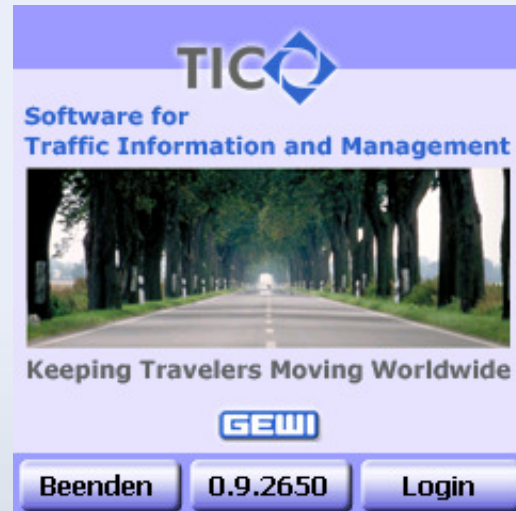 TIC
Software for
Traffic Information and Management
Keeping Travelers Moving Worldwide
GEWI
Beenden 0.9.2650 Login